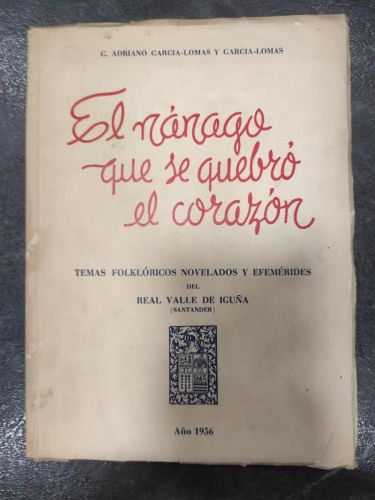 G. ADRIANO GARCIA-LOMAS Y GARCIA-LOMAS
El nánago
que se quebró
el corazón
TEMAS FOLKLÓRICOS NOVELADOS Y EFEMÉRIDES
DEL
REAL VALLE DE IGUÑA
(SANTANDER)
Año 1956